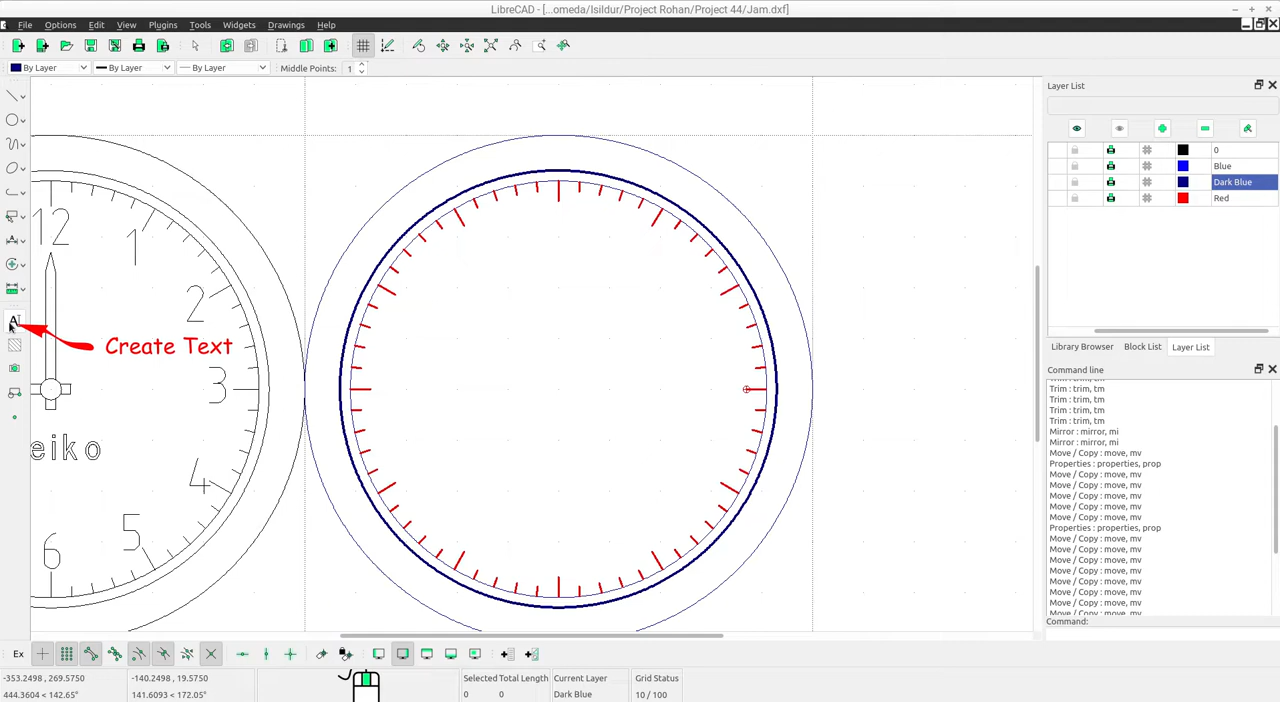 LibreCAD - [...omeda/Isildur/Project Rohan/Project 44/Jam.dxf]
File Options Edit View Plugins Tools Widgets Drawings Help
By Layer By Layer By Layer Middle Points: 1
Layer List
0
Blue
Dark Blue
Red
Library Browser Block List Layer List
Command line
Trim : trim, tm
Trim : trim, tm
Trim : trim, tm
Trim : trim, tm
Mirror : mirror, mi
Mirror : mirror, mi
Move / Copy : move, mv
Properties : properties, prop
Move / Copy : move, mv
Move / Copy : move, mv
Move / Copy : move, mv
Move / Copy : move, mv
Move / Copy : move, mv
Properties : properties, prop
Move / Copy : move, mv
Move / Copy : move, mv
Move / Copy : move, mv
Move / Copy : move, mv
Move / Copy : move, mv
Move / Copy : move, mv
Move / Copy : move, mv
Move / Copy : move, mv
Command:
12
1
2
Create Text
3
eiko
4
5
6
Ex
-353.2498 , 269.5750
444.3604 < 142.65°
-140.2498 , 19.5750
141.6093 < 172.05°
Selected Total Length
0 0
Current Layer
Dark Blue
Grid Status
10 / 100